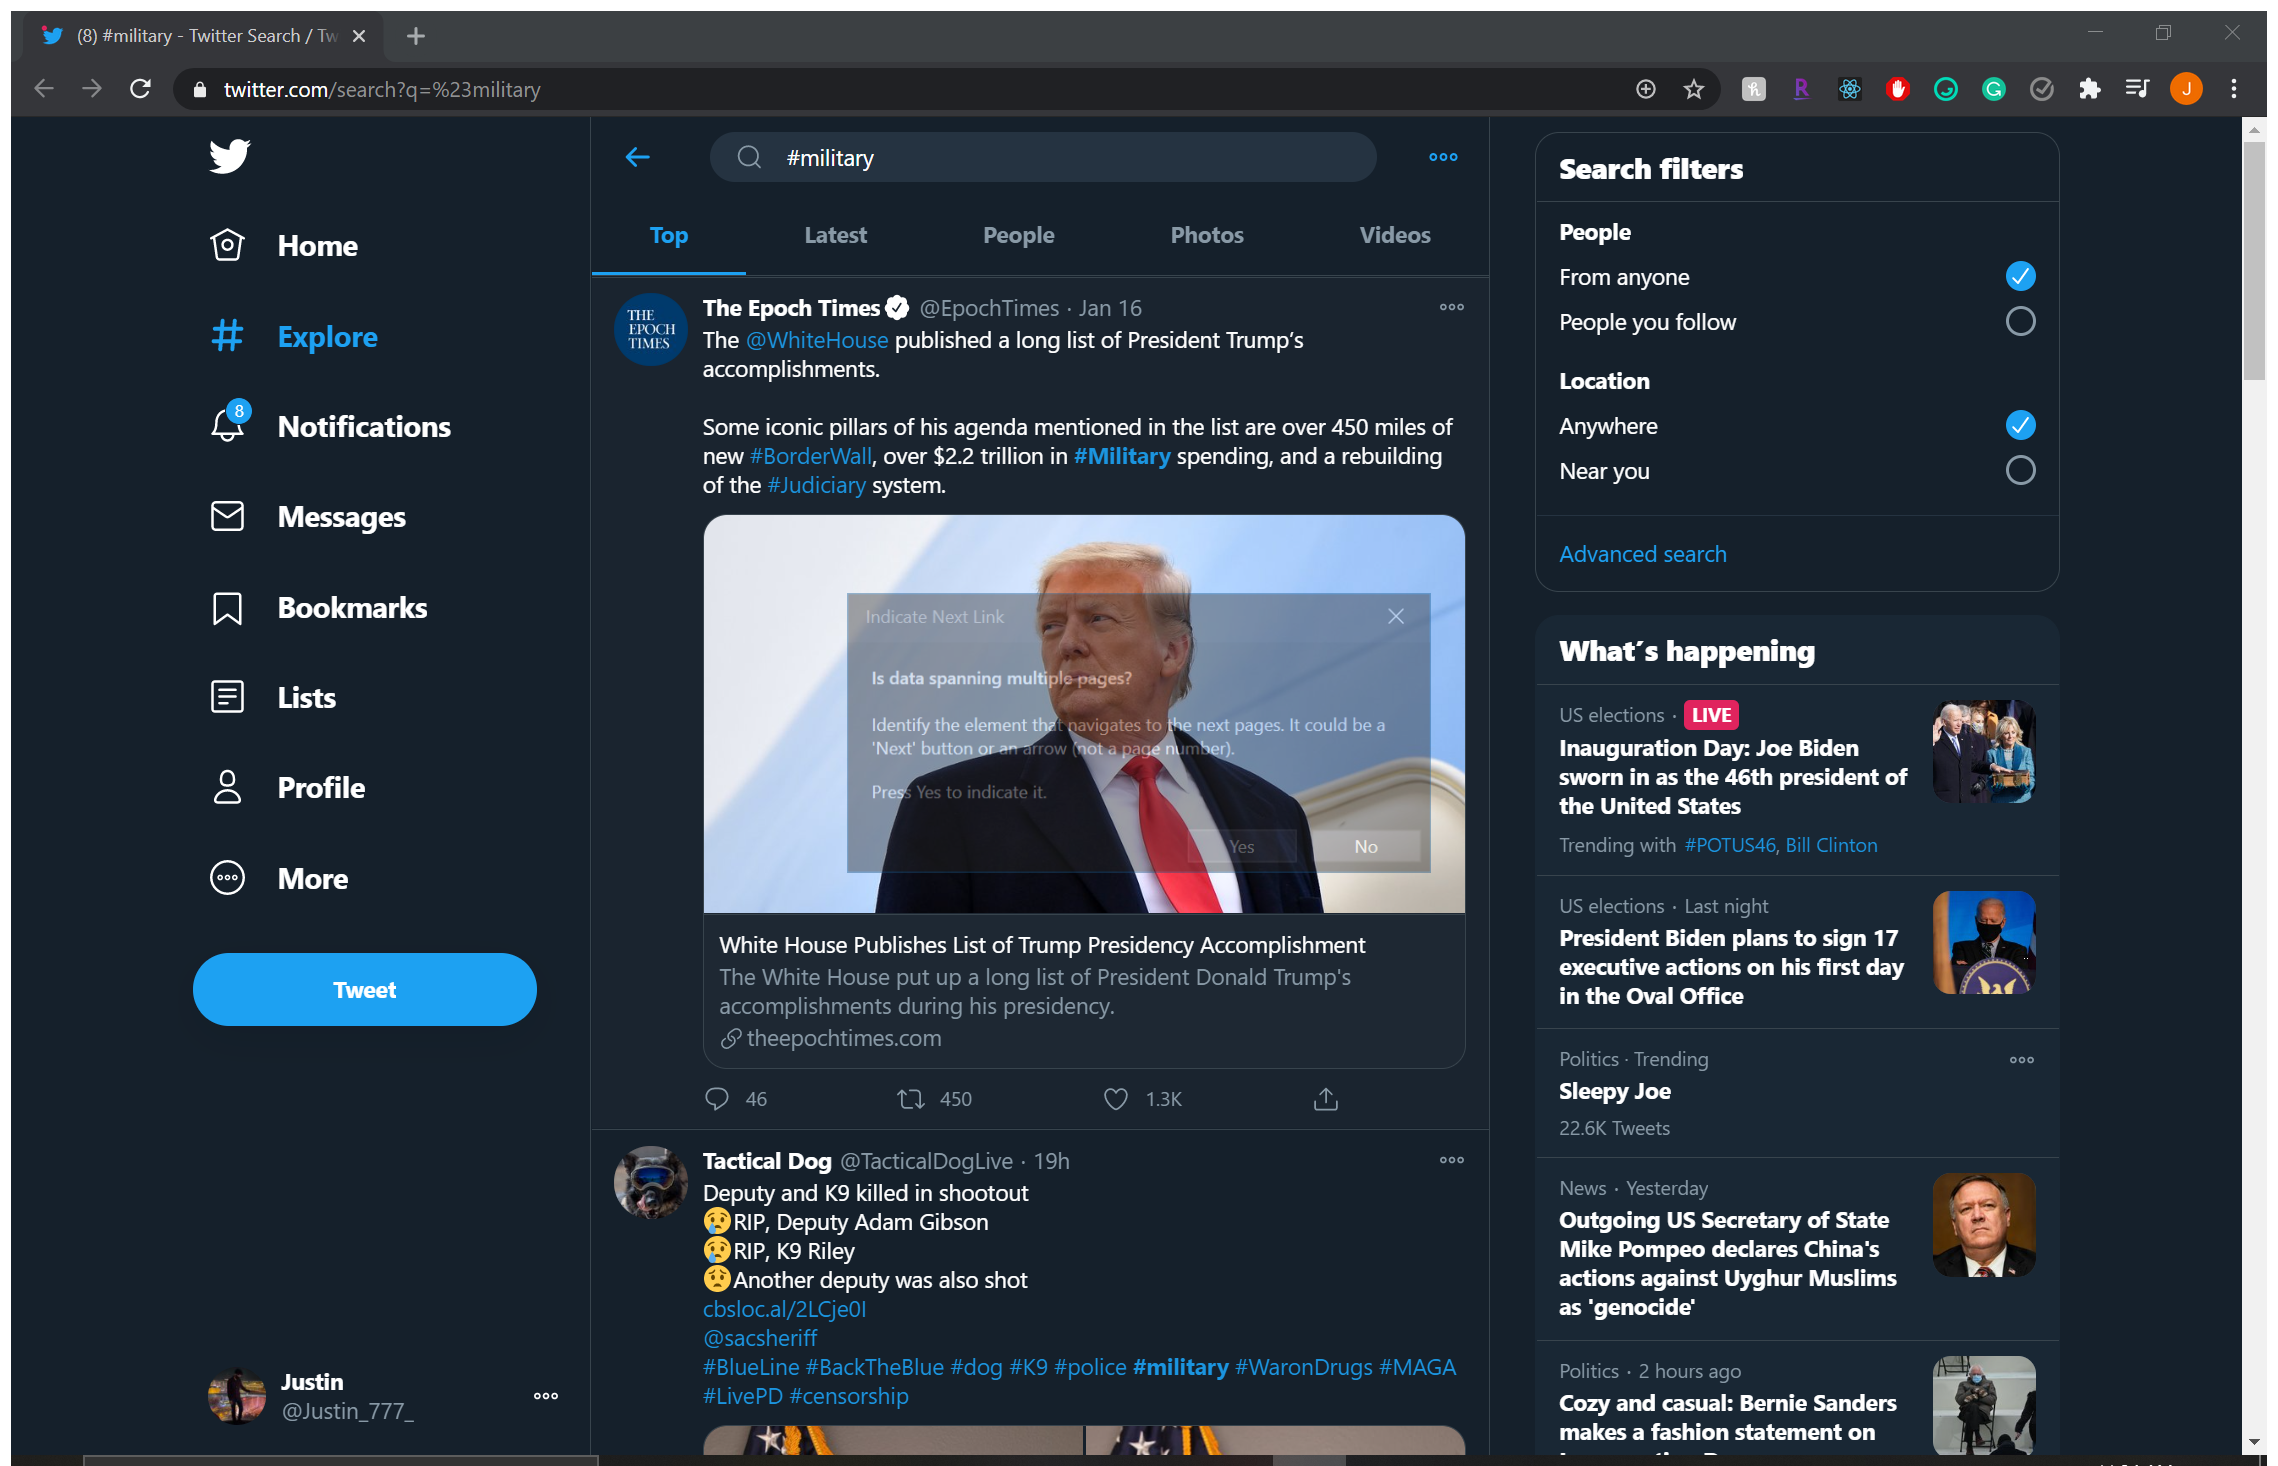 (8) #military - Twitter Search / Tw
twitter.com/search?q=%23military
J
#military
Top
Latest
People
Photos
Videos
Home
Explore
8
Notifications
Messages
Bookmarks
Lists
Profile
More
Tweet
Justin
@Justin_777_
THE
EPOCH
TIMES
The Epoch Times @EpochTimes · Jan 16
The @WhiteHouse published a long list of President Trump’s
accomplishments.
Some iconic pillars of his agenda mentioned in the list are over 450 miles of
new #BorderWall, over $2.2 trillion in #Military spending, and a rebuilding
of the #Judiciary system.
Indicate Next Link
Is data spanning multiple pages?
Identify the element that navigates to the next pages. It could be a
'Next' button or an arrow (not a page number).
Press Yes to indicate it.
Yes
No
White House Publishes List of Trump Presidency Accomplishment
The White House put up a long list of President Donald Trump's
accomplishments during his presidency.
theepochtimes.com
46
450
1.3K
Tactical Dog @TacticalDogLive · 19h
Deputy and K9 killed in shootout
😢RIP, Deputy Adam Gibson
😢RIP, K9 Riley
😟Another deputy was also shot
cbsloc.al/2LCje0I
@sacsheriff
#BlueLine #BackTheBlue #dog #K9 #police #military #WaronDrugs #MAGA
#LivePD #censorship
Search filters
People
From anyone
People you follow
Location
Anywhere
Near you
Advanced search
What´s happening
US elections · LIVE
Inauguration Day: Joe Biden
sworn in as the 46th president of
the United States
Trending with #POTUS46, Bill Clinton
US elections · Last night
President Biden plans to sign 17
executive actions on his first day
in the Oval Office
Politics · Trending
Sleepy Joe
22.6K Tweets
News · Yesterday
Outgoing US Secretary of State
Mike Pompeo declares China's
actions against Uyghur Muslims
as 'genocide'
Politics · 2 hours ago
Cozy and casual: Bernie Sanders
makes a fashion statement on